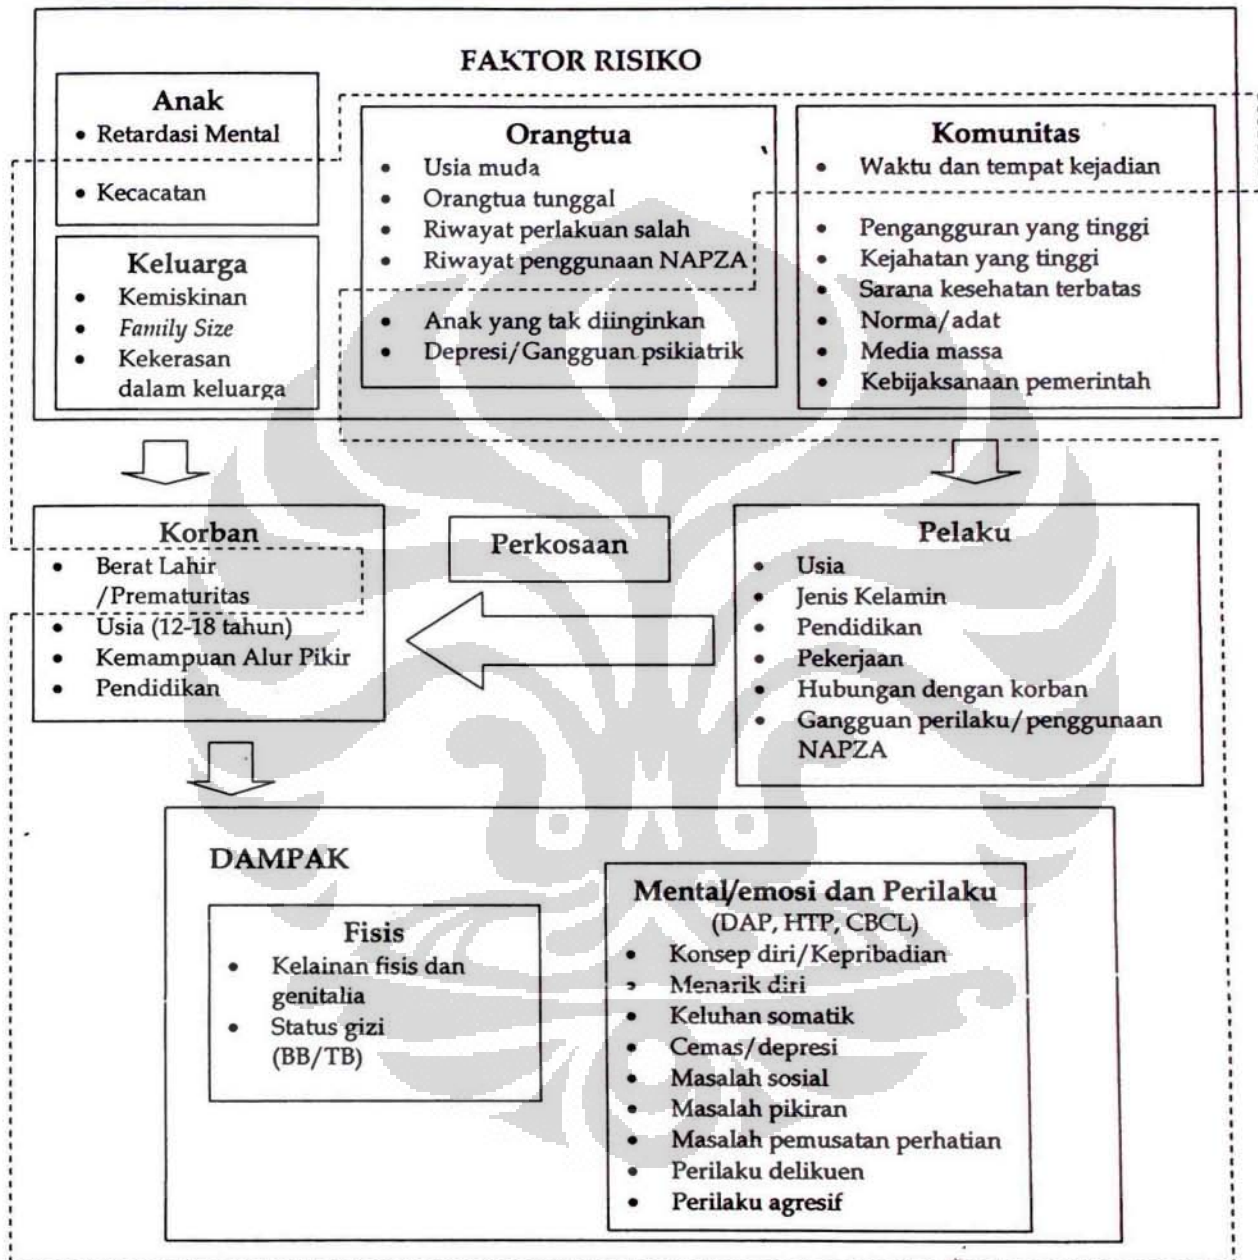 FAKTOR RISIKO
Anak
• Retardasi Mental
• Kecacatan
Keluarga
• Kemiskinan
• Family Size
• Kekerasan
dalam keluarga
Orangtua
• Usia muda
• Orangtua tunggal
• Riwayat perlakuan salah
• Riwayat penggunaan NAPZA
• Anak yang tak diinginkan
• Depresi/Gangguan psikiatrik
Komunitas
• Waktu dan tempat kejadian
• Pengangguran yang tinggi
• Kejahatan yang tinggi
• Sarana kesehatan terbatas
• Norma/adat
• Media massa
• Kebijaksanaan pemerintah
Korban
• Berat Lahir
/Prematuritas
• Usia (12-18 tahun)
• Kemampuan Alur Pikir
• Pendidikan
Perkosaan
Pelaku
• Usia
• Jenis Kelamin
• Pendidikan
• Pekerjaan
• Hubungan dengan korban
• Gangguan perilaku/penggunaan
NAPZA
DAMPAK
Fisis
• Kelainan fisis dan
genitalia
• Status gizi
(BB/TB)
Mental/emosi dan Perilaku
(DAP, HTP, CBCL)
• Konsep diri/Kepribadian
• Menarik diri
• Keluhan somatik
• Cemas/depresi
• Masalah sosial
• Masalah pikiran
• Masalah pemusatan perhatian
• Perilaku delikuen
• Perilaku agresif